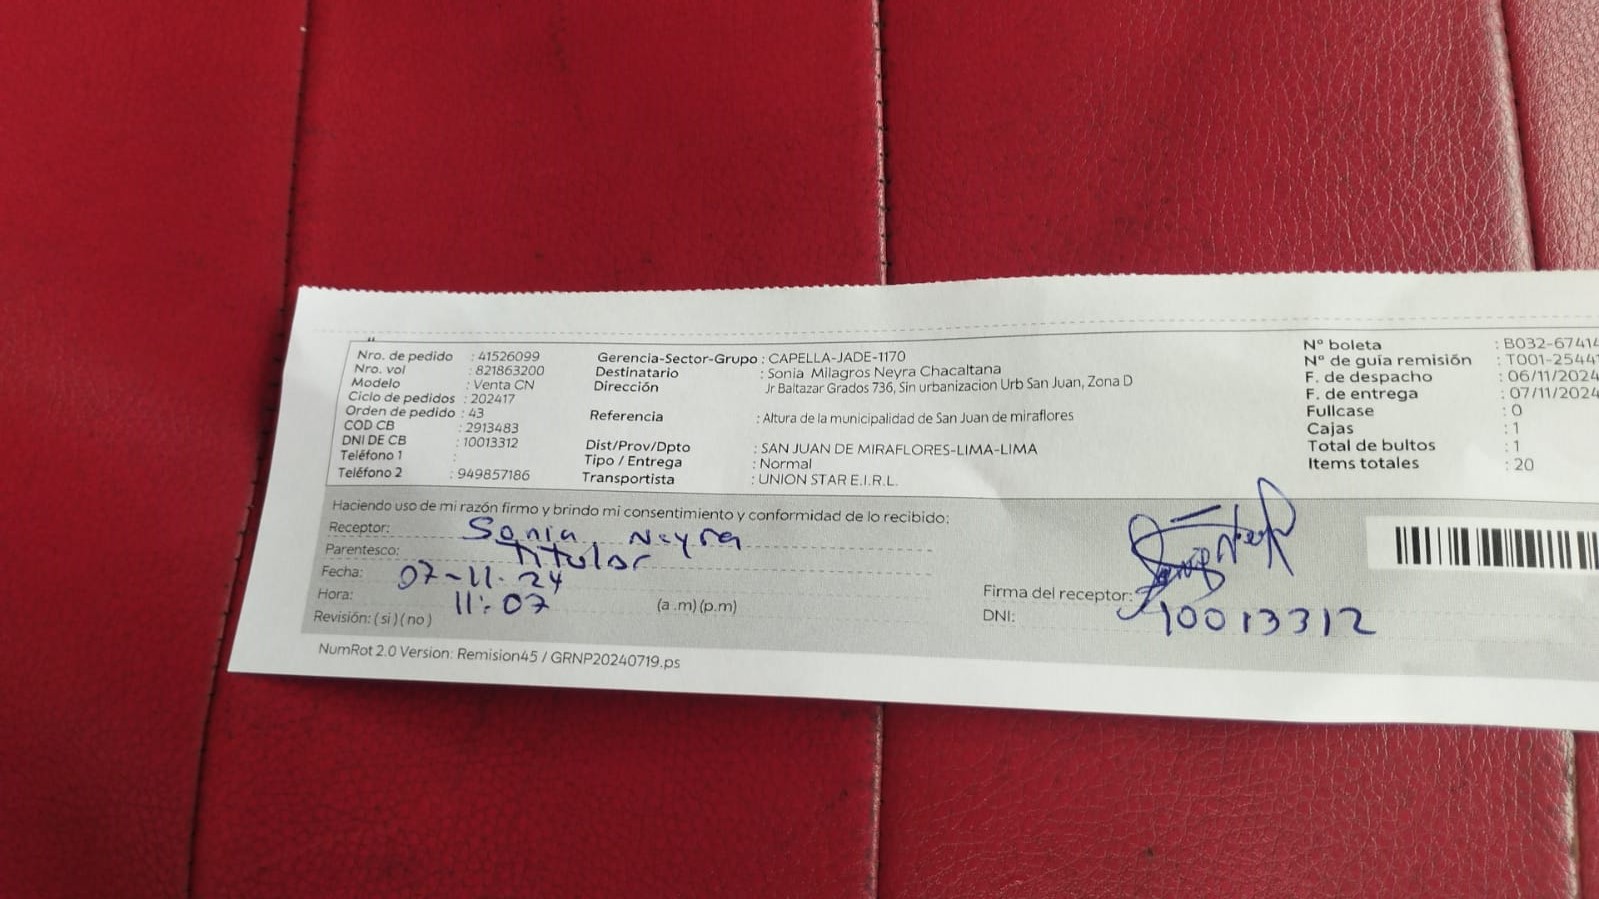 Nro. de pedido : 41526099
Nro. vol : 821863200
Modelo : Venta CN
Ciclo de pedidos : 202417
Orden de pedido : 43
COD CB : 2913483
DNI DE CB : 10013312
Teléfono 1 :
Teléfono 2 : 949857186
Gerencia-Sector-Grupo : CAPELLA-JADE-1170
Destinatario : Sonia Milagros Neyra Chacaltana
Dirección Jr Baltazar Grados 736, Sin urbanizacion Urb San Juan, Zona D
Referencia : Altura de la municipalidad de San Juan de miraflores
Dist/Prov/Dpto : SAN JUAN DE MIRAFLORES-LIMA-LIMA
Tipo / Entrega : Normal
Transportista : UNION STAR E.I.R.L.
N° boleta : B032-67414
N° de guía remisión : T001-2544
F. de despacho : 06/11/2024
F. de entrega : 07/11/2024
Fullcase : 0
Cajas : 1
Total de bultos : 1
Items totales : 20
Haciendo uso de mi razón firmo y brindo mi consentimiento y conformidad de lo recibido:
Receptor: Sonia Neyra
Parentesco: Titular
Fecha: 07-11-24
Hora: 11:07 (a.m)(p.m)
Revisión: (si)(no)
Firma del receptor:
DNI: 10013312
NumRot 2.0 Version: Remision45 / GRNP20240719.ps